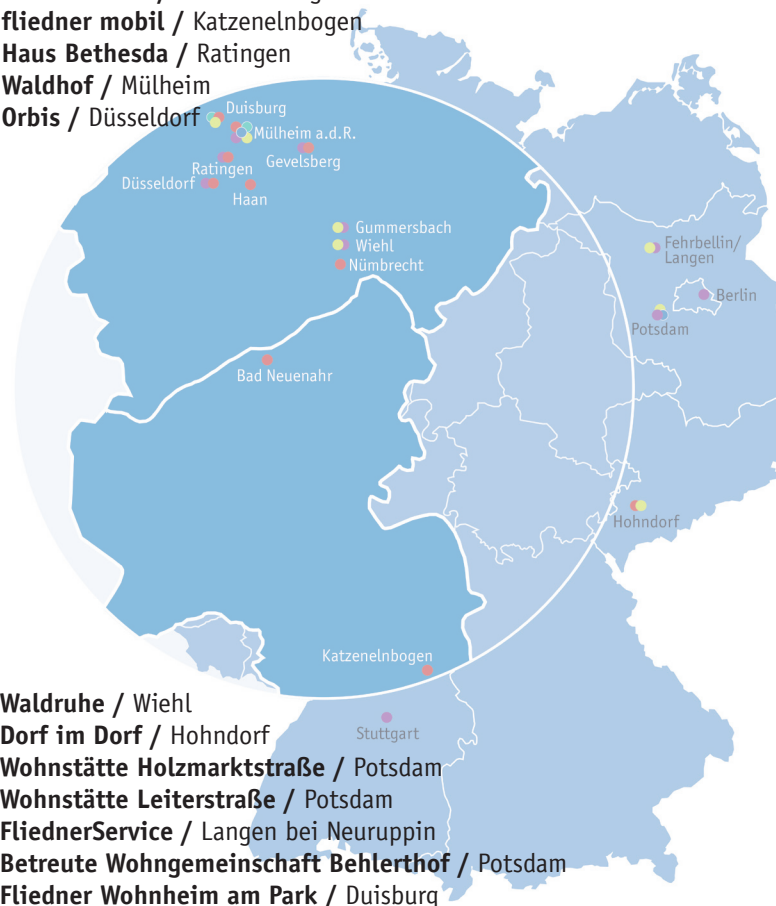 fliedner mobil / Katzenelnbogen
Haus Bethesda / Ratingen
Waldhof / Mülheim
Orbis / Düsseldorf
Duisburg
Mülheim a.d.R.
Ratingen
Gevelsberg
Düsseldorf
Haan
Gummersbach
Wiehl
Nümbrecht
Fehrbellin/
Langen
Berlin
Potsdam
Bad Neuenahr
Hohndorf
Katzenelnbogen
Stuttgart
Waldruhe / Wiehl
Dorf im Dorf / Hohndorf
Wohnstätte Holzmarktstraße / Potsdam
Wohnstätte Leiterstraße / Potsdam
FliednerService / Langen bei Neuruppin
Betreute Wohngemeinschaft Behlerthof / Potsdam
Fliedner Wohnheim am Park / Duisburg